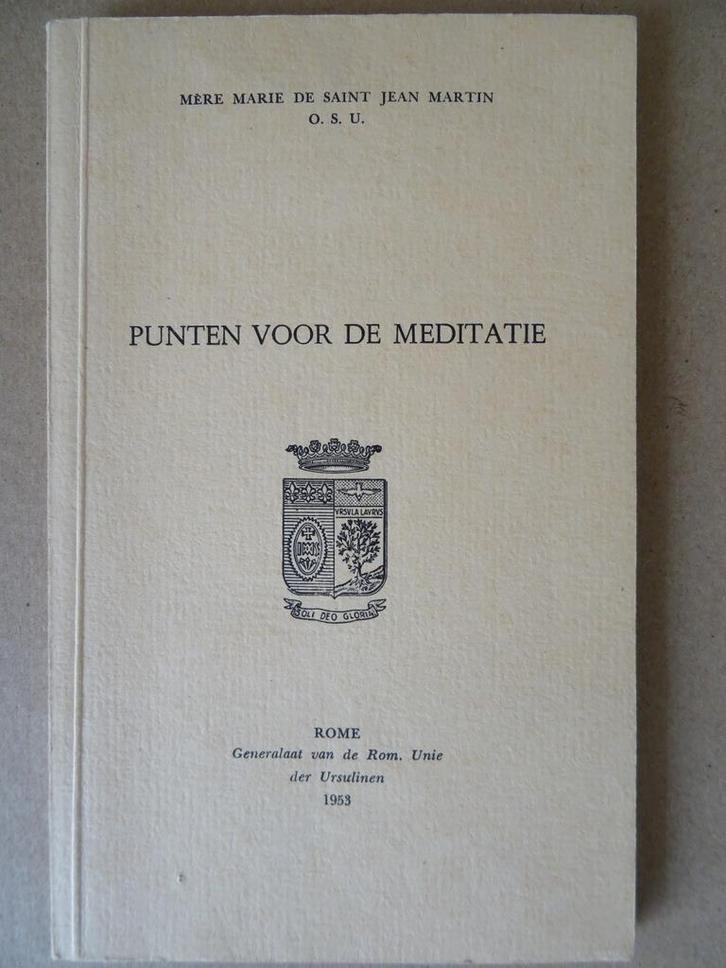 MÈRE MARIE DE SAINT JEAN MARTIN
O. S. U.
PUNTEN VOOR DE MEDITATIE
VRSVLA LAVRVS
SOLI DEO GLORIA
ROME
Generalaat van de Rom. Unie
der Ursulinen
1953